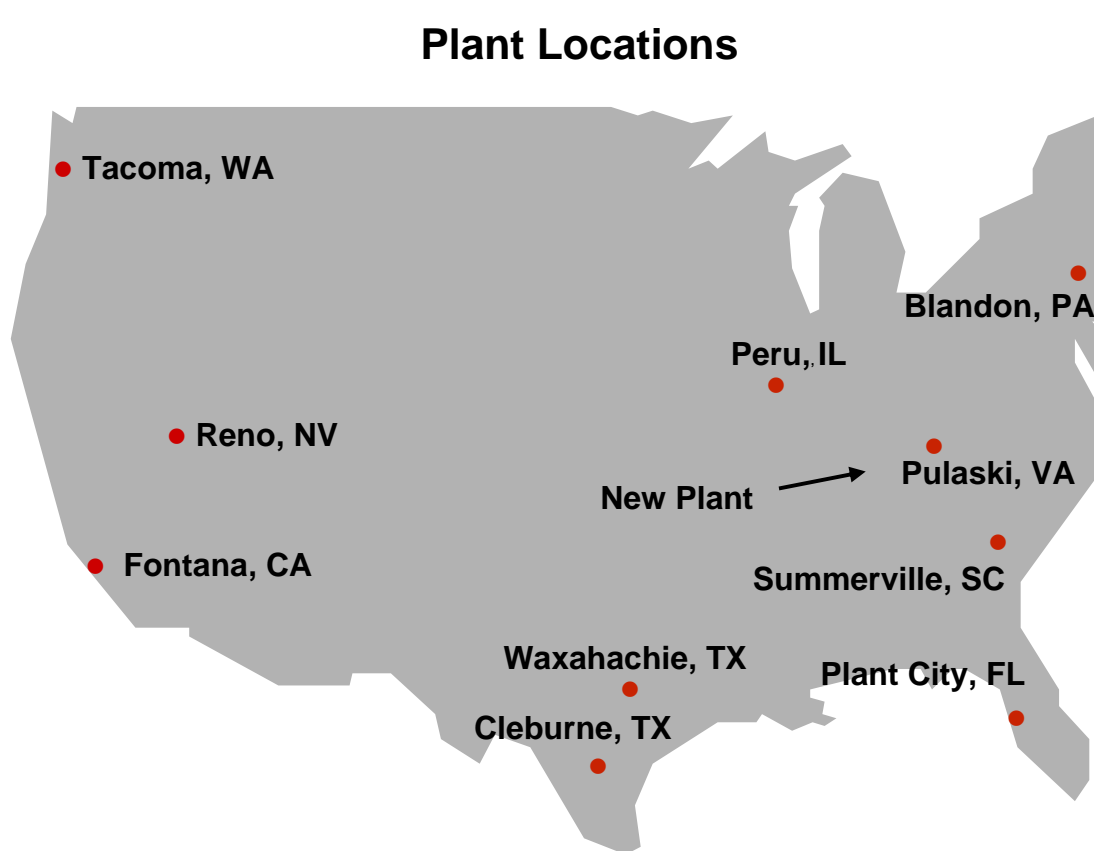 Plant Locations
Tacoma, WA
Blandon, PA
Peru,, IL
Reno, NV
Pulaski, VA
New Plant
Fontana, CA
Summerville, SC
Waxahachie, TX
Plant City, FL
Cleburne, TX